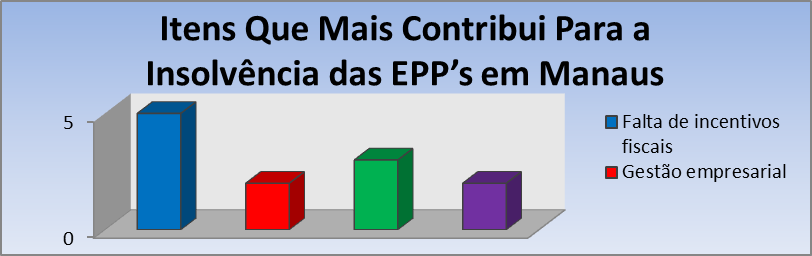 Itens Que Mais Contribui Para a
Insolvência das EPP’s em Manaus
5
0
Falta de incentivos
fiscais
Gestão empresarial